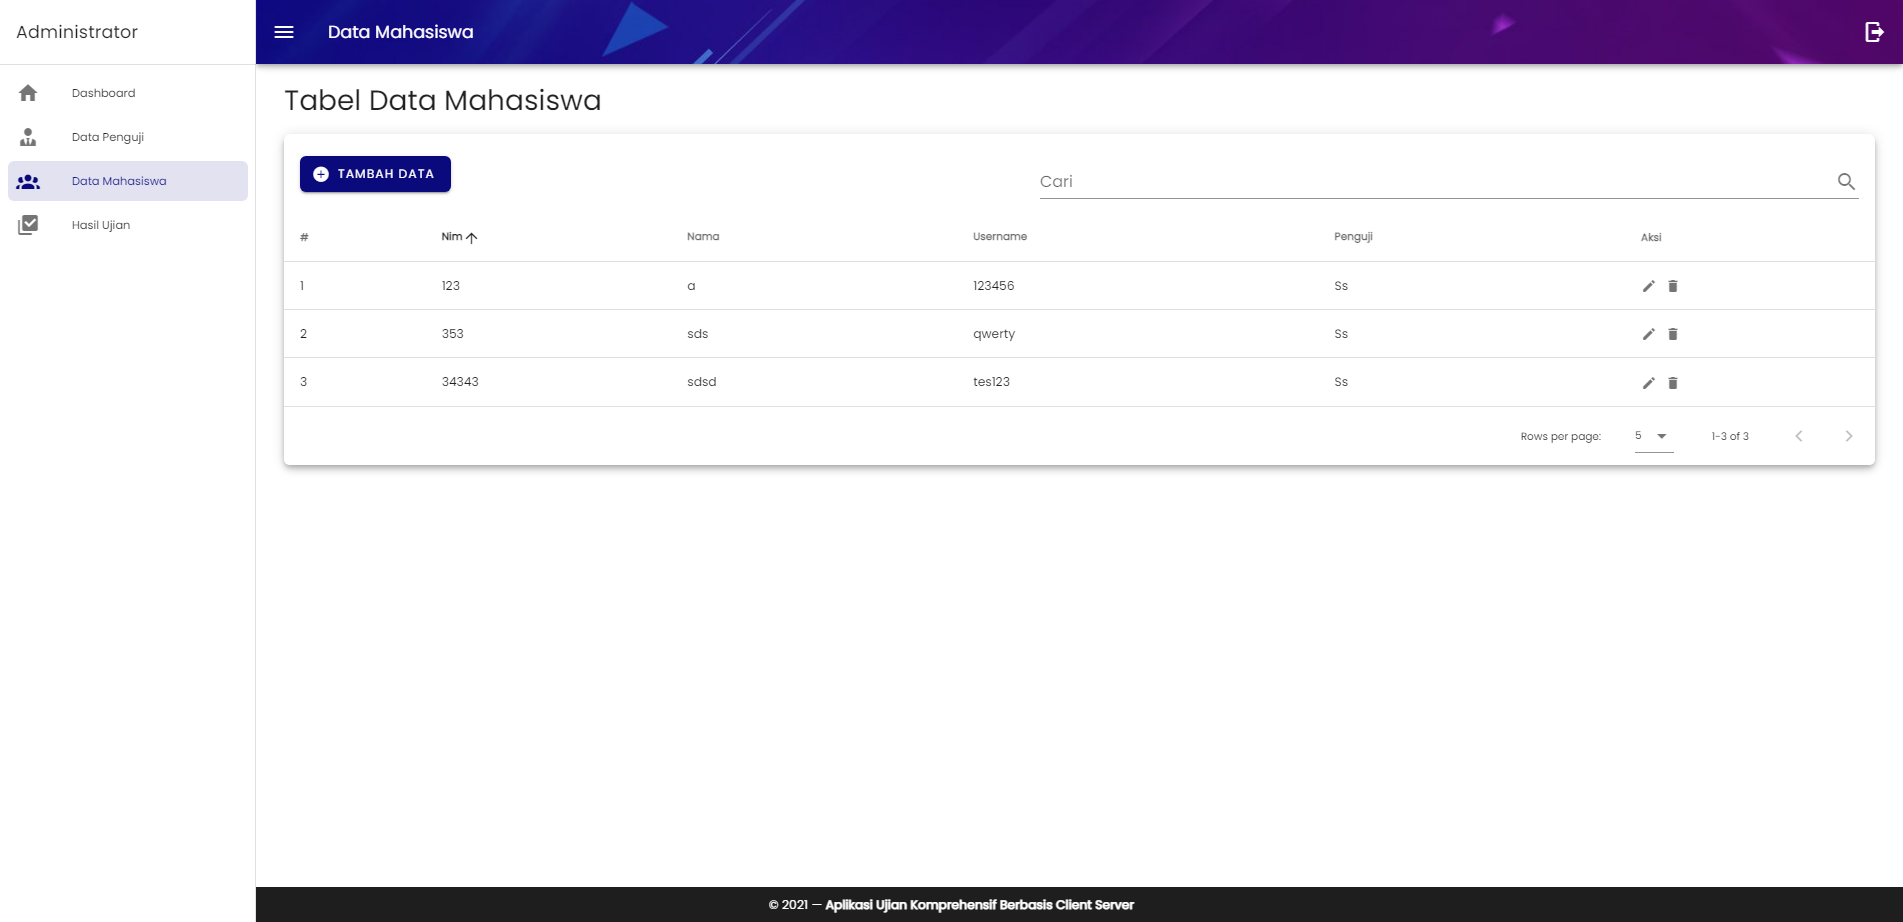 Administrator
Data Mahasiswa
Dashboard
Data Penguji
Data Mahasiswa
Hasil Ujian
Tabel Data Mahasiswa
TAMBAH DATA
Cari
# Nim Nama Username Penguji Aksi
1 123 a 123456 Ss
2 353 sds qwerty Ss
3 34343 sdsd tes123 Ss
Rows per page: 5 1-3 of 3
© 2021 — Aplikasi Ujian Komprehensif Berbasis Client Server